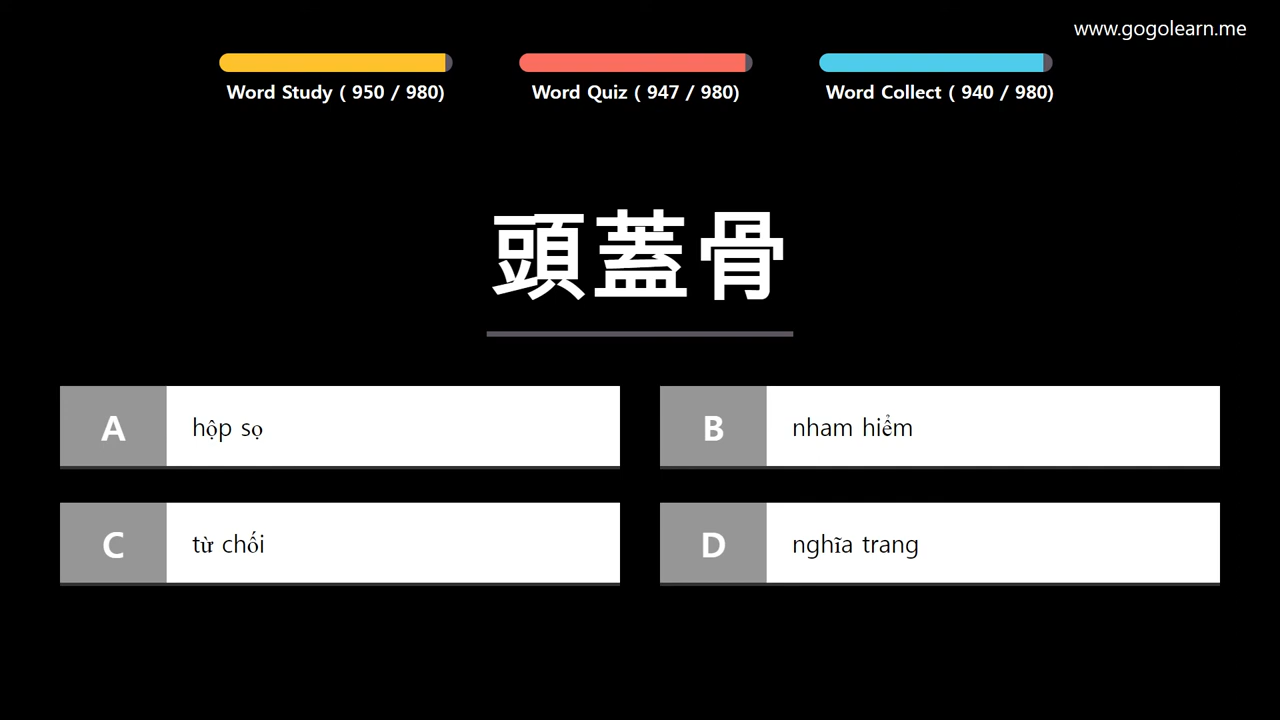 www.gogolearn.me
Word Study ( 950 / 980)
Word Quiz ( 947 / 980)
Word Collect ( 940 / 980)
頭蓋骨
A hộp sọ
B nham hiểm
C từ chối
D nghĩa trang